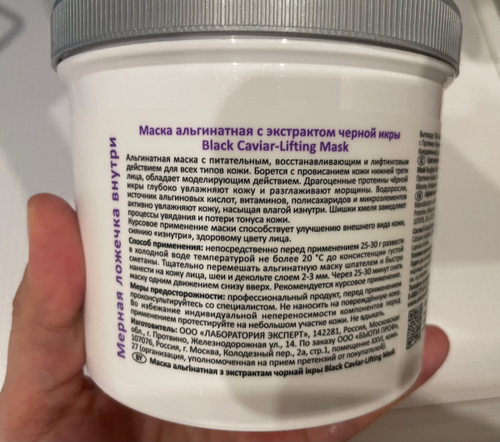 Мерная ложечка внутри
Маска альгинатная с экстрактом черной икры
Black Caviar-Lifting Mask
Альгинатная маска с питательным, восстанавливающим и лифтинговым
действием для всех типов кожи. Борется с провисанием кожи нижней трети
лица, обладает моделирующим действием. Драгоценные протеины чёрной
икры глубоко увлажняют кожу и разглаживают морщины. Водоросли,
источник альгиновых кислот, витаминов, полисахаридов и микроэлементов
активно увлажняют кожу, насыщая влагой изнутри. Шишки хмеля замедляют
процессы увядания и потери тонуса кожи.
Курсовое применение маски способствует улучшению внешнего вида кожи,
сиянию «изнутри», здоровому цвету лица.
Способ применения: непосредственно перед применением 25-30 г развести
в холодной воде температурой не более 20 °С до консистенции густой
сметаны. Тщательно перемешать альгинатную маску шпателем и быстро
нанести на кожу лица, шеи и декольте слоем 2-3 мм. Через 25-30 минут снять
маску одним движением снизу вверх. Рекомендуется курсовое
Меры предосторожности: профессиональный продукт, перед применением
проконсультируйтесь со специалистом. Не наносить на повреждённую кожу.
Во избежание индивидуальной непереносимости компонентов перед
применением протестируйте на небольшом участке кожи. Не вдыхать.
Изготовитель: ООО «ЛАБОРАТОРИЯ ЭКСПЕРТ», 142281, Россия, Московская
обл., г. Протвино, Железнодорожная ул., 14. По заказу ООО «БЬЮТИ ПРОФ»,
107076, Россия, г. Москва, Колодезный пер., 2а, стр.1, помещение XXVI, комн.
27 (организация, уполномоченная на прием претензий от покупателей).
BY Маска альгінатная з экстрактам чорнай ікры Black Caviar-Lifting Mask